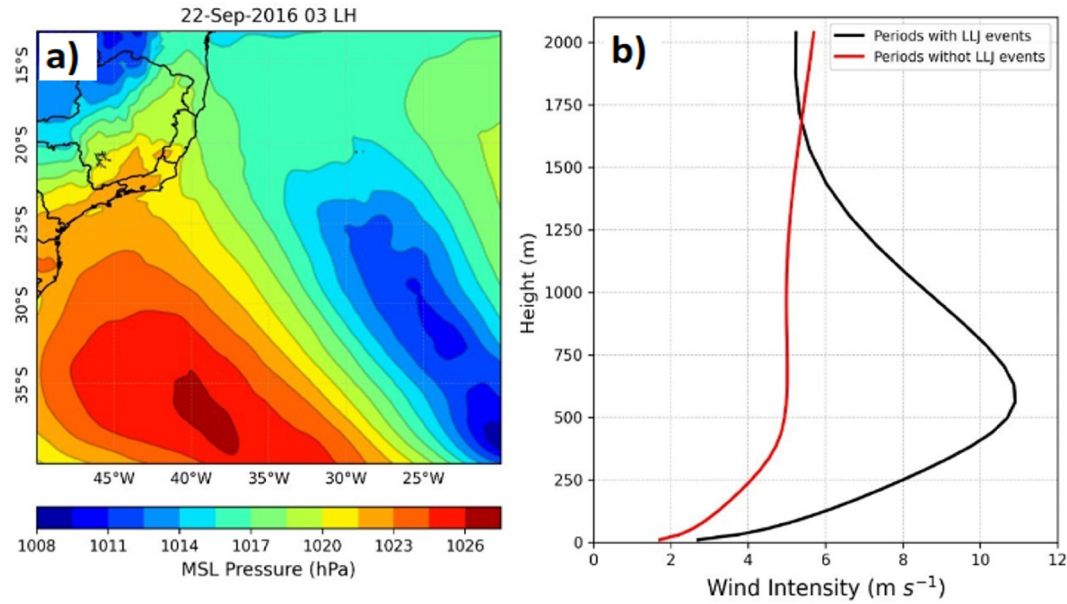 22-Sep-2016 03 LH
a)
15°S
20°S
25°S
30°S
35°S
45°W 40°W 35°W 30°W 25°W
1008 1011 1014 1017 1020 1023 1026
MSL Pressure (hPa)
b)
Periods with LLJ events
Periods withot LLJ events
Height (m)
2000
1750
1500
1250
1000
750
500
250
0
0 2 4 6 8 10 12
Wind Intensity (m s⁻¹)